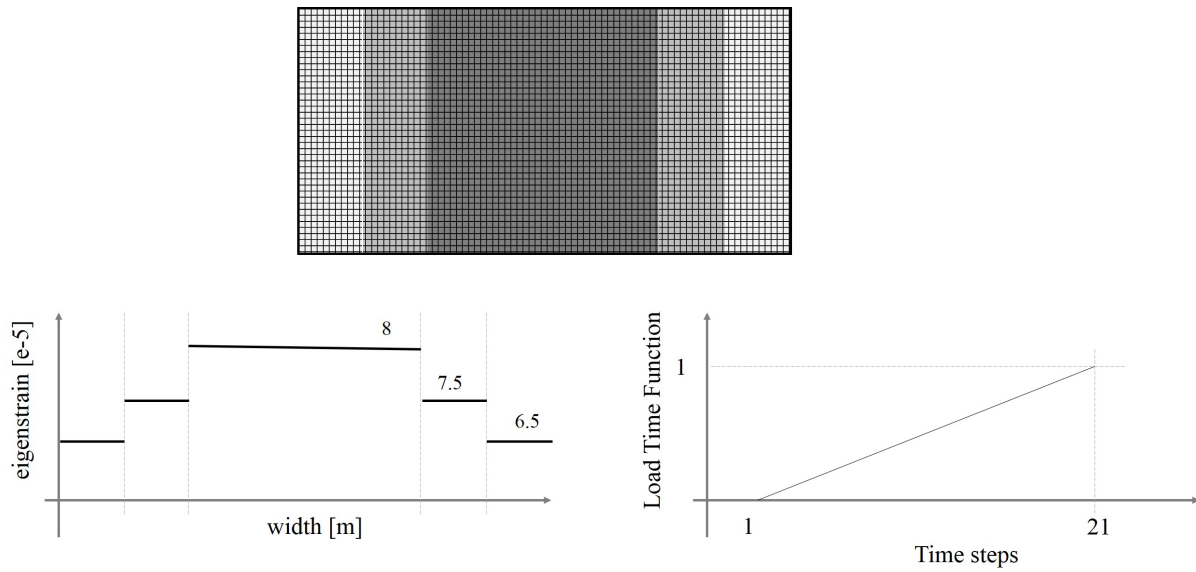 eigenstrain [e-5]
8
7.5
6.5
width [m]
Load Time Function
1
1
21
Time steps